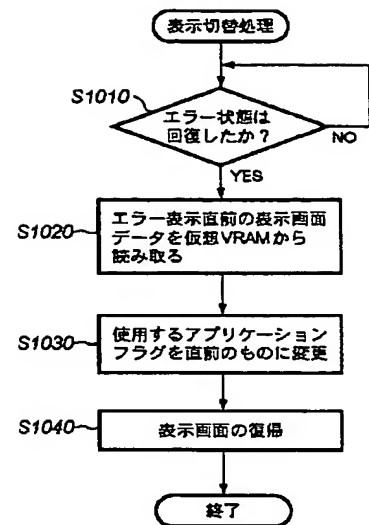 表示切替処理
S1010
エラー状態は
回復したか？
NO
YES
S1020
エラー表示直前の表示画面
データを仮想VRAMから
読み取る
S1030
使用するアプリケーション
フラグを直前のものに変更
S1040
表示画面の復帰
終了